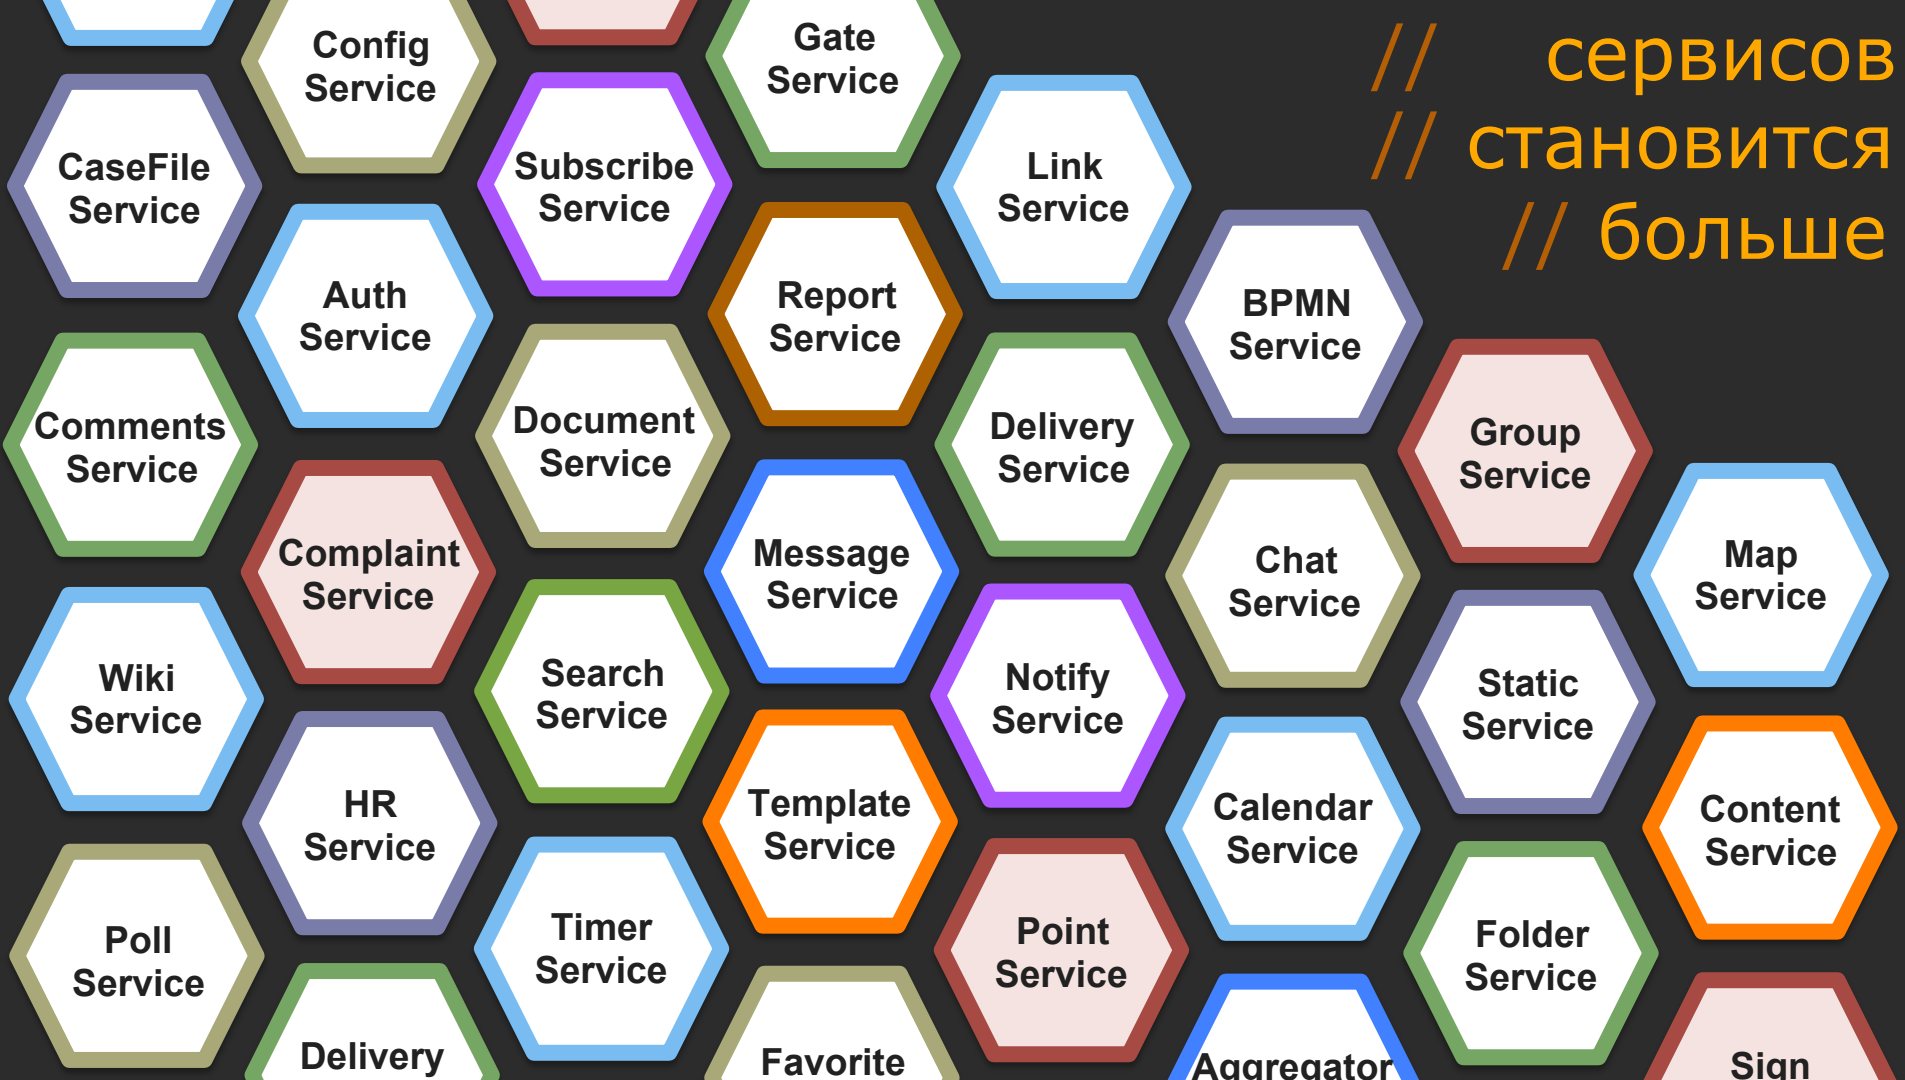 // сервисов
// становится
// больше
Config
Service
Gate
Service
CaseFile
Service
Subscribe
Service
Link
Service
Auth
Service
Report
Service
BPMN
Service
Comments
Service
Document
Service
Delivery
Service
Group
Service
Complaint
Service
Message
Service
Chat
Service
Map
Service
Wiki
Service
Search
Service
Notify
Service
Static
Service
HR
Service
Template
Service
Calendar
Service
Content
Service
Poll
Service
Timer
Service
Point
Service
Folder
Service
Delivery
Favorite
Aggregator
Sign